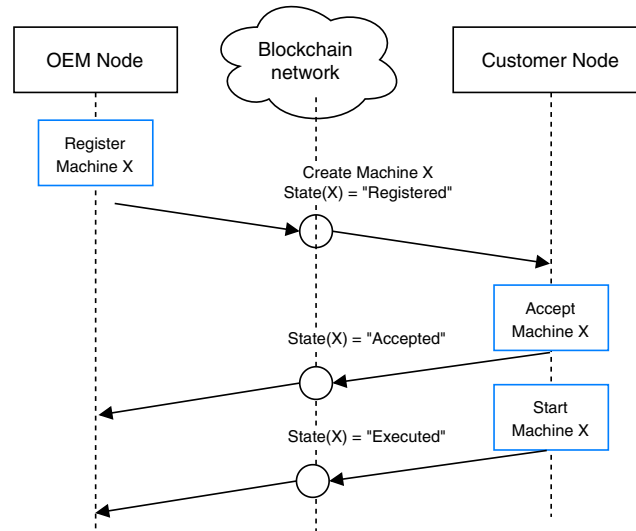 OEM Node
Blockchain
network
Customer Node
Register
Machine X
Create Machine X
State(X) = "Registered"
Accept
Machine X
State(X) = "Accepted"
Start
Machine X
State(X) = "Executed"